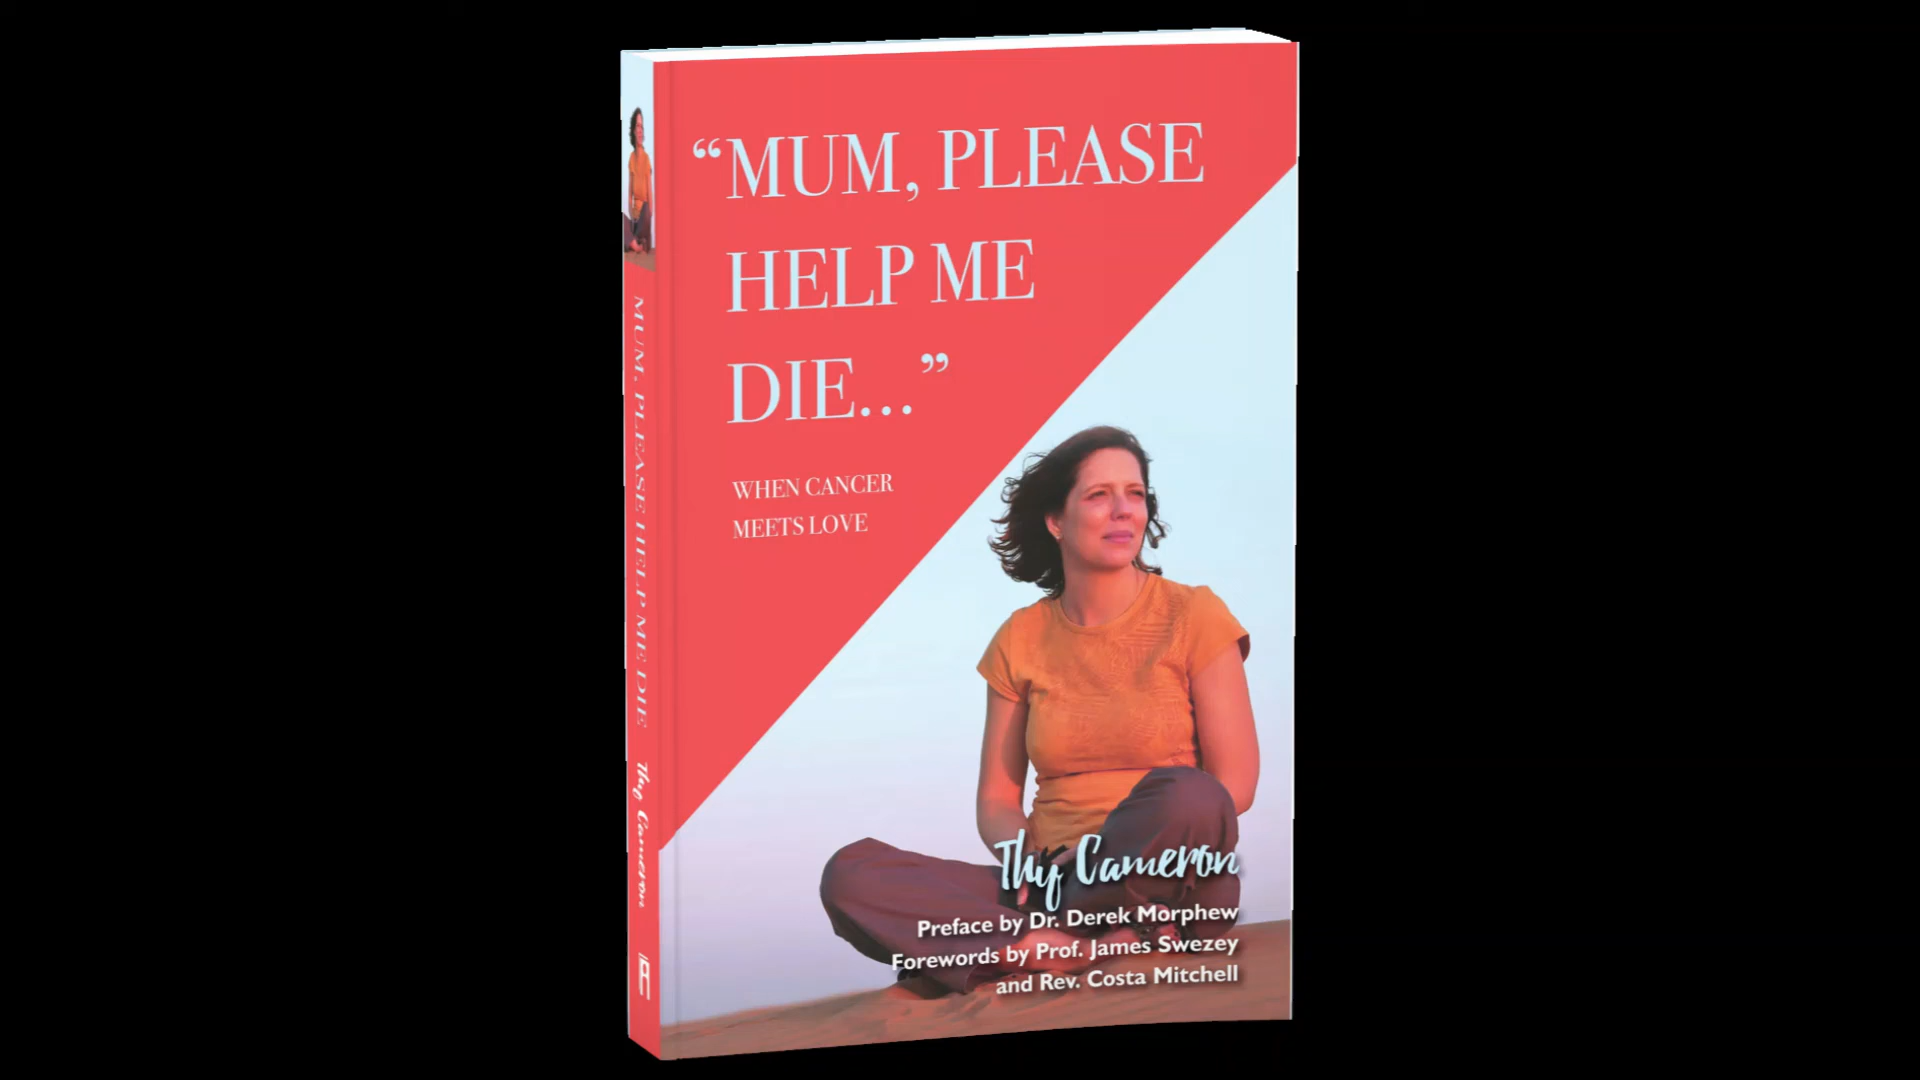 “MUM, PLEASE
HELP ME
DIE...”
WHEN CANCER
MEETS LOVE
Thy Cameron
Preface by Dr. Derek Morphew
Forewords by Prof. James Swezey
and Rev. Costa Mitchell
MUM, PLEASE HELP ME DIE
Thy Cameron